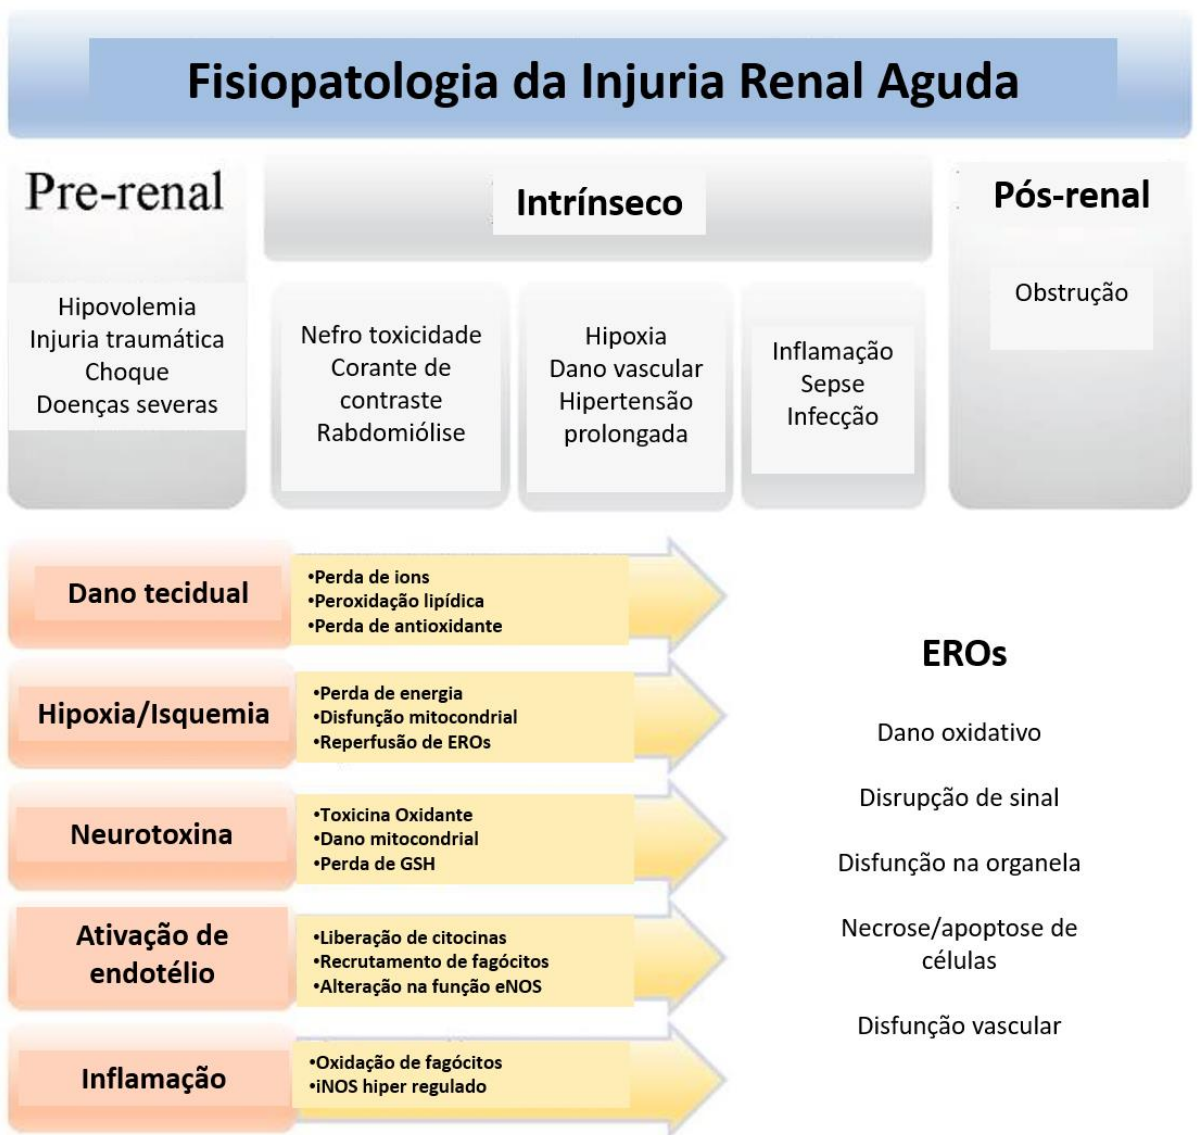 Fisiopatologia da Injuria Renal Aguda
Pre-renal
Hipovolemia
Injuria traumática
Choque
Doenças severas
Intrínseco
Nefro toxicidade
Corante de
contraste
Rabdomiólise
Hipoxia
Dano vascular
Hipertensão
prolongada
Inflamação
Sepse
Infecção
Pós-renal
Obstrução
Dano tecidual
•Perda de ions
•Peroxidação lipídica
•Perda de antioxidante
Hipoxia/Isquemia
•Perda de energia
•Disfunção mitocondrial
•Reperfusão de EROs
Neurotoxina
•Toxicina Oxidante
•Dano mitocondrial
•Perda de GSH
Ativação de
endotélio
•Liberação de citocinas
•Recrutamento de fagócitos
•Alteração na função eNOS
Inflamação
•Oxidação de fagócitos
•iNOS hiper regulado
EROs
Dano oxidativo
Disrupção de sinal
Disfunção na organela
Necrose/apoptose de
células
Disfunção vascular